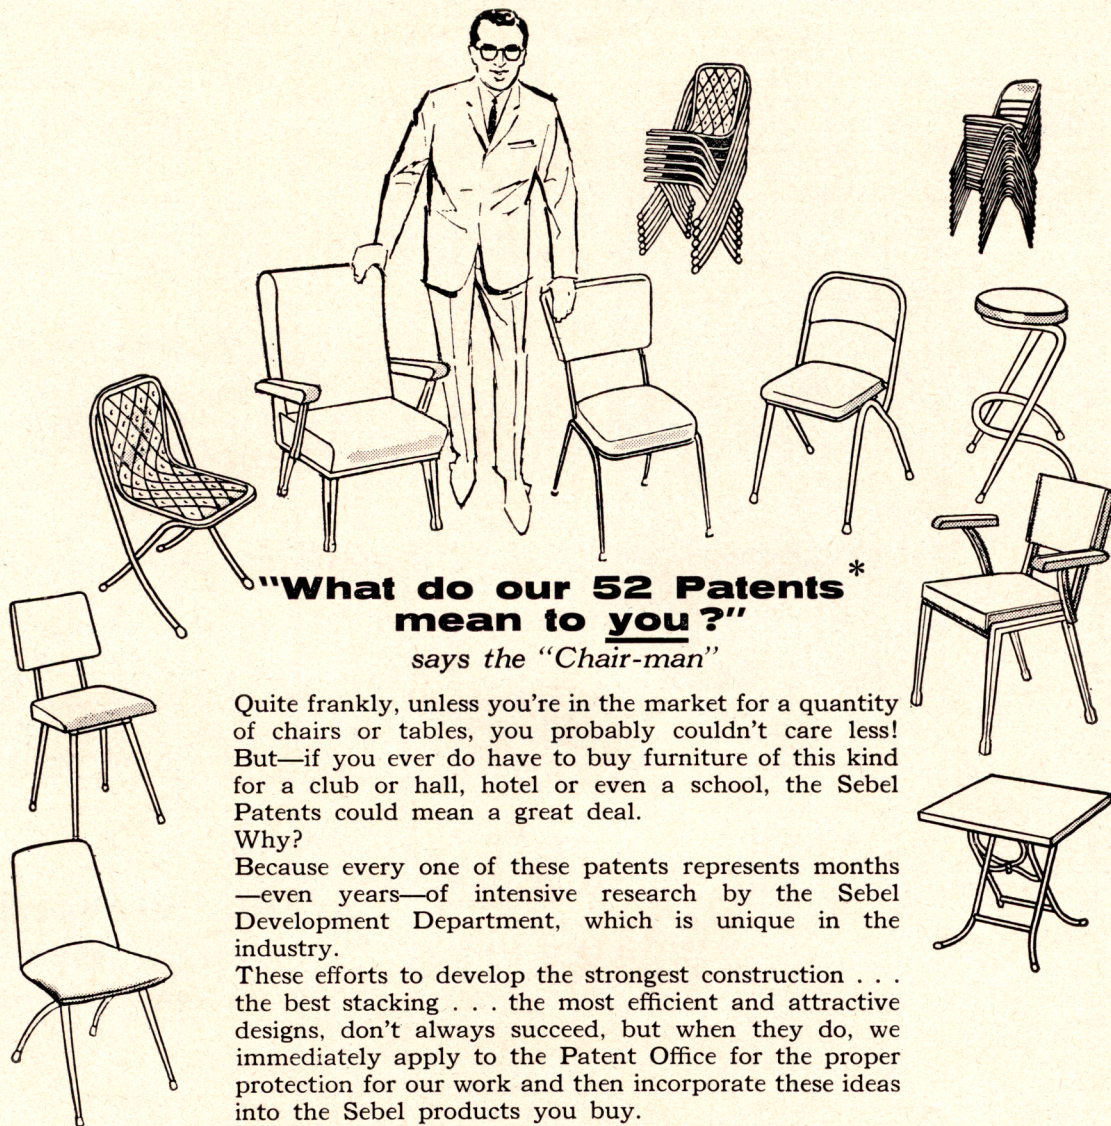 "What do our 52 Patents*
mean to you?"
says the "Chair-man"
Quite frankly, unless you're in the market for a quantity
of chairs or tables, you probably couldn't care less!
But—if you ever do have to buy furniture of this kind
for a club or hall, hotel or even a school, the Sebel
Patents could mean a great deal.
Why?
Because every one of these patents represents months
—even years—of intensive research by the Sebel
Development Department, which is unique in the
industry.
These efforts to develop the strongest construction . . .
the best stacking . . . the most efficient and attractive
designs, don't always succeed, but when they do, we
immediately apply to the Patent Office for the proper
protection for our work and then incorporate these ideas
into the Sebel products you buy.